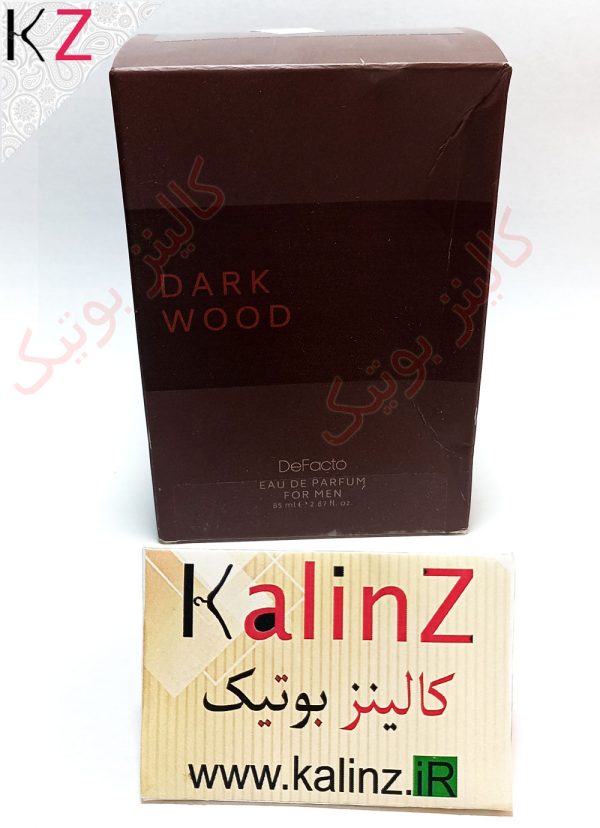 KZ
کالینز بوتیک
کالینز بوتیک
DARK
WOOD
DeFacto
EAU DE PARFUM
FOR MEN
85 ml e 2.87 fl. oz.
KalinZ
کالینز بوتیک
www.kalinz.iR